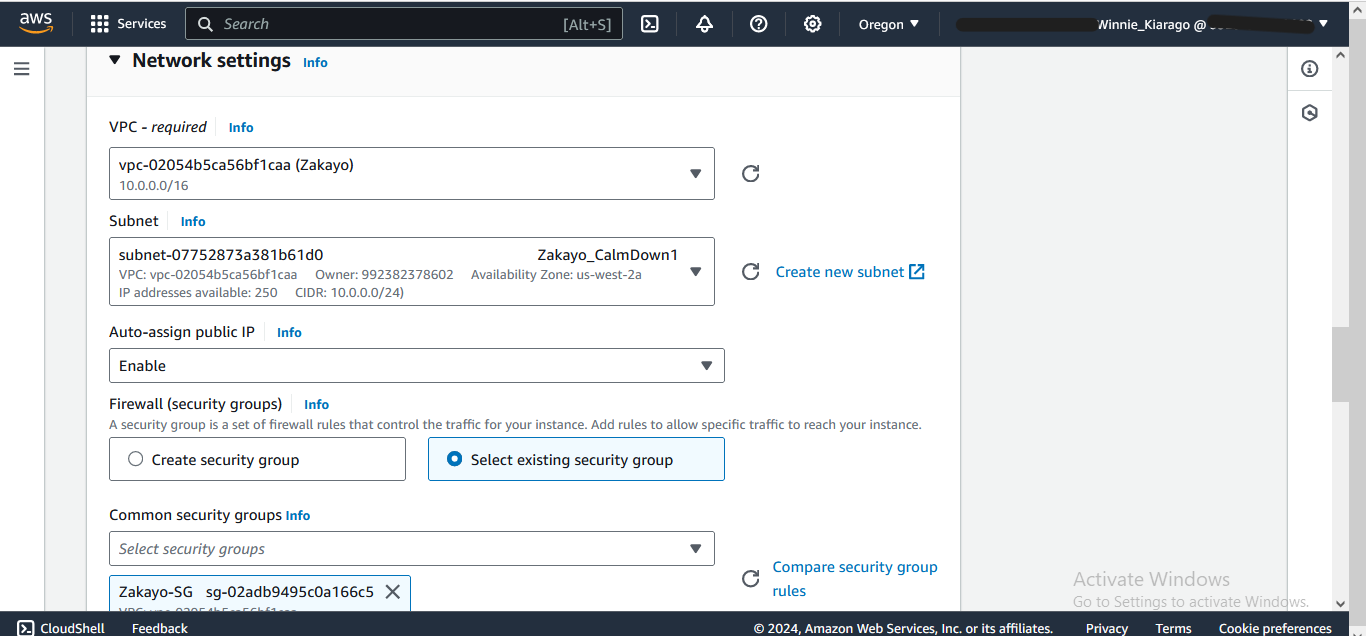 aws
Services
Search [Alt+S]
Oregon
Winnie_Kiarago @
Network settings Info
VPC - required Info
vpc-02054b5ca56bf1caa (Zakayo)
10.0.0.0/16
Subnet Info
subnet-07752873a381b61d0 Zakayo_CalmDown1
VPC: vpc-02054b5ca56bf1caa Owner: 992382378602 Availability Zone: us-west-2a
IP addresses available: 250 CIDR: 10.0.0.0/24)
Create new subnet
Auto-assign public IP Info
Enable
Firewall (security groups) Info
A security group is a set of firewall rules that control the traffic for your instance. Add rules to allow specific traffic to reach your instance.
Create security group
Select existing security group
Common security groups Info
Select security groups
Compare security group
rules
Zakayo-SG sg-02adb9495c0a166c5
VPC: vpc-02054b5ca56bf1caa
Activate Windows
Go to Settings to activate Windows.
CloudShell Feedback © 2024, Amazon Web Services, Inc. or its affiliates. Privacy Terms Cookie preferences